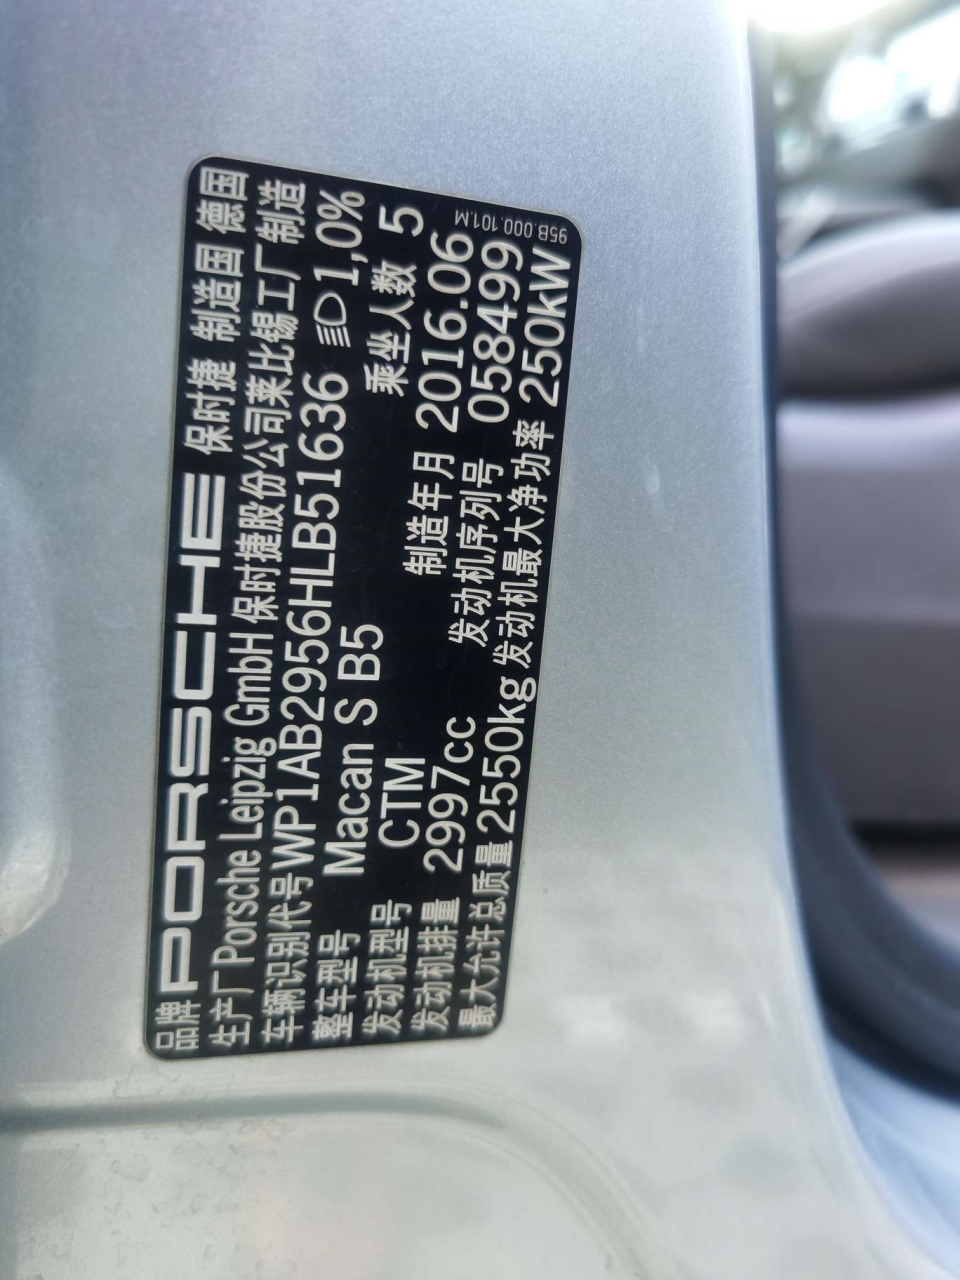 品牌 PORSCHE 保时捷 制造国 德国
生产厂 Porsche Leipzig GmbH 保时捷股份公司莱比锡工厂制造
车辆识别代号 WP1AB2956HLB51636 1,0%
整车型号 Macan S B5 乘坐人数 5
发动机型号 CTM 制造年月 2016.06
发动机排量 2997cc 发动机序列号 058499
最大允许总质量 2550kg 发动机最大净功率 250kW
95B.000.101.M